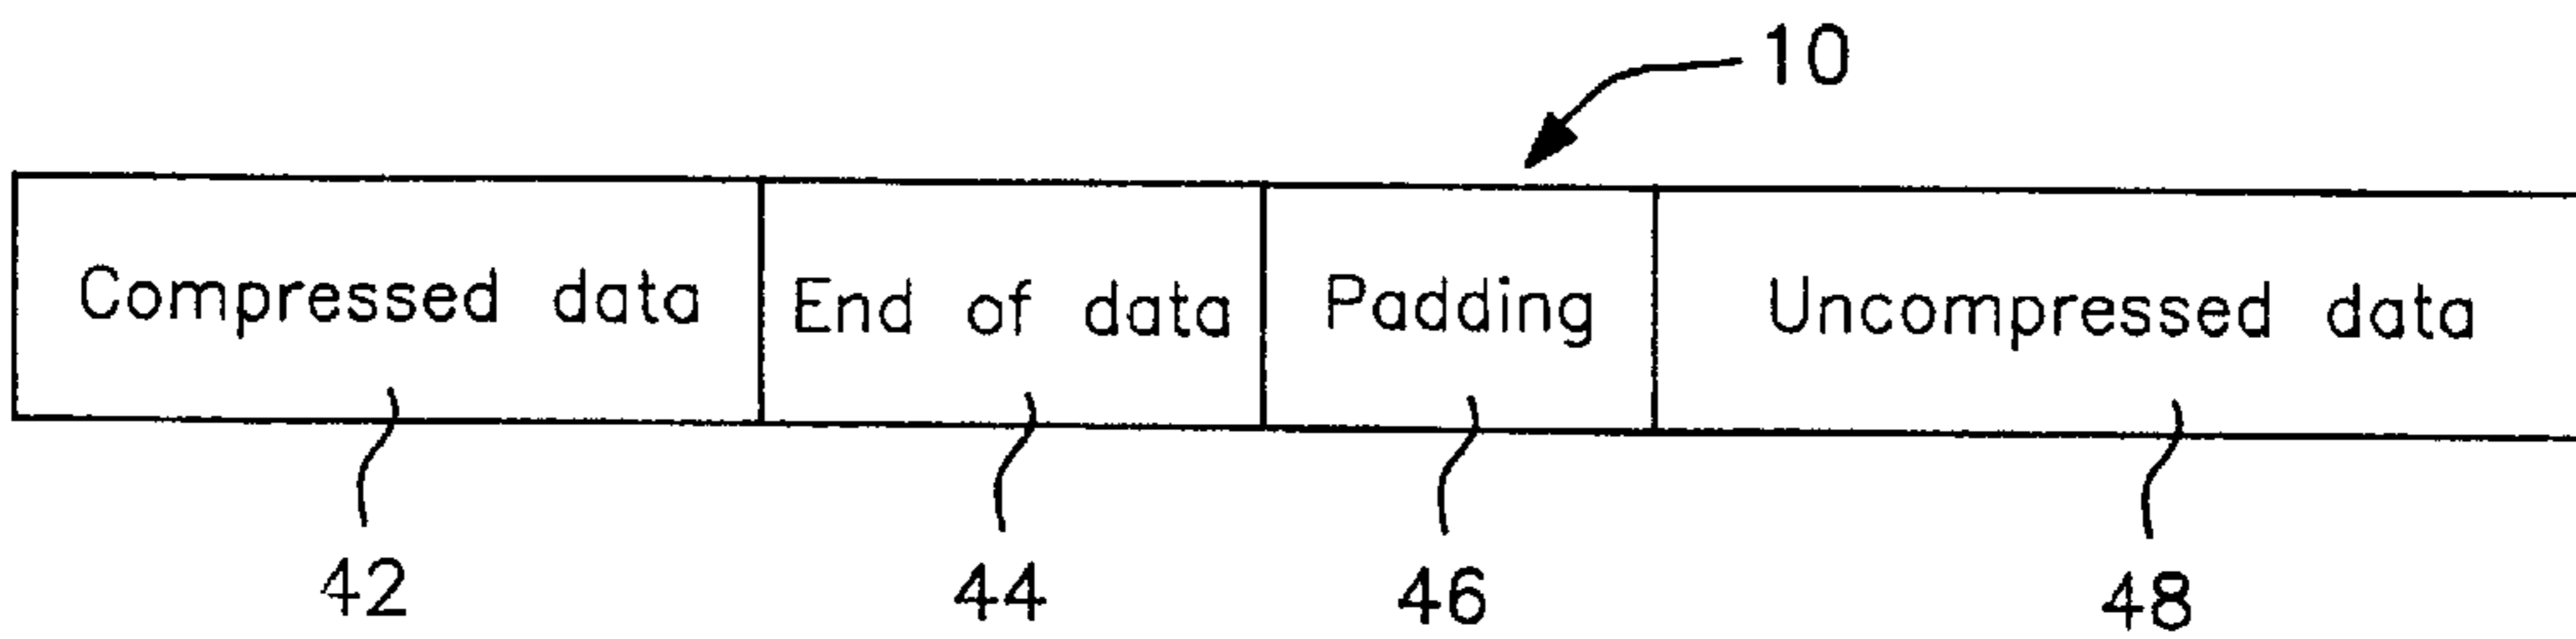 10
Compressed data
End of data
Padding
Uncompressed data
42
44
46
48